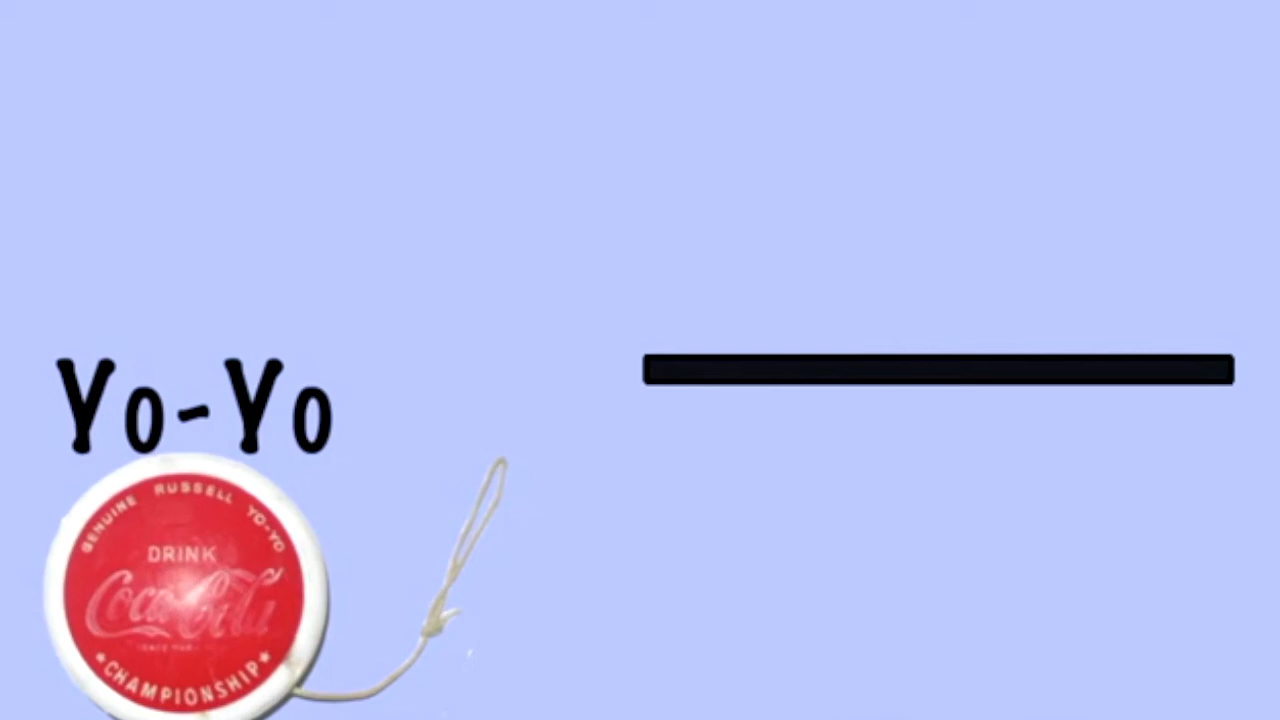 Yo-Yo
GENUINE RUSSELL YO-YO
DRINK
Coca-Cola
CHAMPIONSHIP